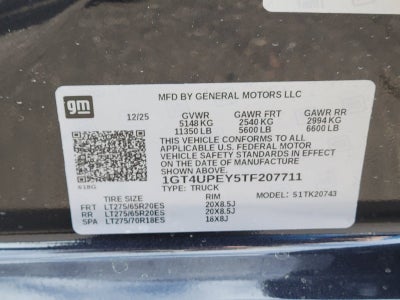 gm
MFD BY GENERAL MOTORS LLC
12/25 GVWR GAWR FRT GAWR RR
5148 KG 2540 KG 2994 KG
11350 LB 5600 LB 6600 LB
THIS VEHICLE CONFORMS TO ALL
APPLICABLE U.S. FEDERAL MOTOR
VEHICLE SAFETY STANDARDS IN EFFECT
ON THE DATE OF MANUFACTURE
SHOWN ABOVE.
1GT4UPEY5TF207711
TYPE: TRUCK S1TK20743
TIRE SIZE RIM
FRT LT275/65R20ES 20X8.5J
RR LT275/65R20ES 20X8.5J
SPA LT275/70R18ES 18X8J